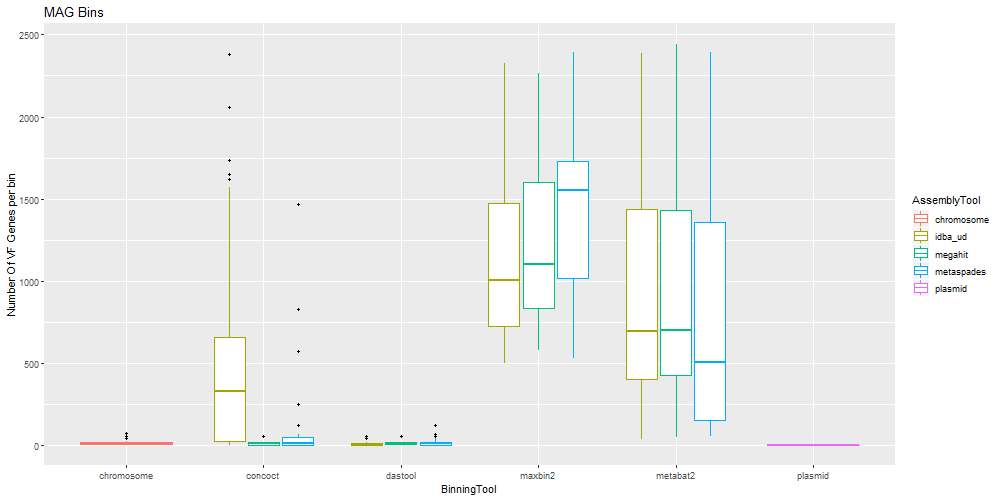 MAG Bins
Number Of VF Genes per bin
2500
2000
1500
1000
500
0
chromosome concoct dastool maxbin2 metabat2 plasmid
BinningTool
AssemblyTool
chromosome
idba_ud
megahit
metaspades
plasmid